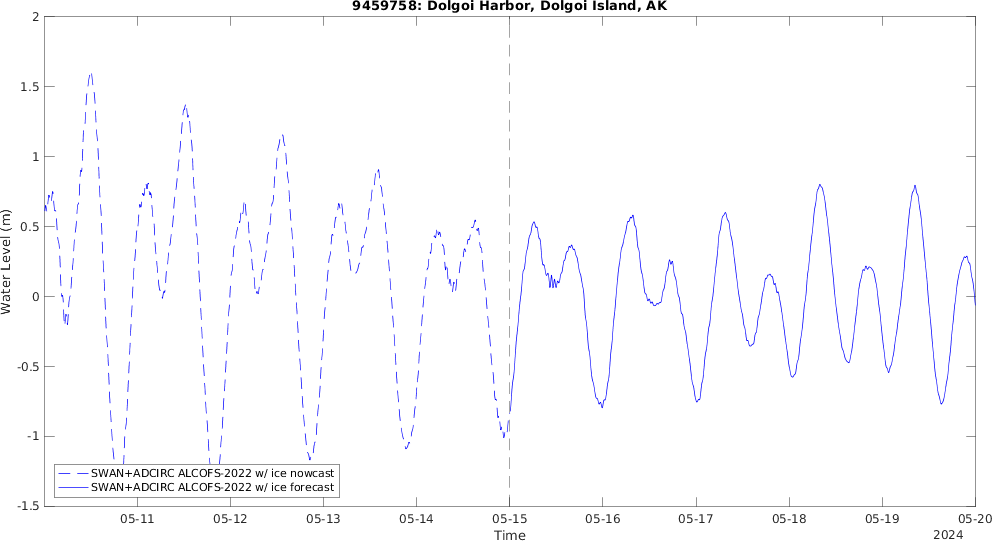 9459758: Dolgoi Harbor, Dolgoi Island, AK
2
1.5
1
0.5
0
-0.5
-1
-1.5
Water Level (m)
SWAN+ADCIRC ALCOFS-2022 w/ ice nowcast
SWAN+ADCIRC ALCOFS-2022 w/ ice forecast
05-11 05-12 05-13 05-14 05-15 05-16 05-17 05-18 05-19 05-20
Time
2024